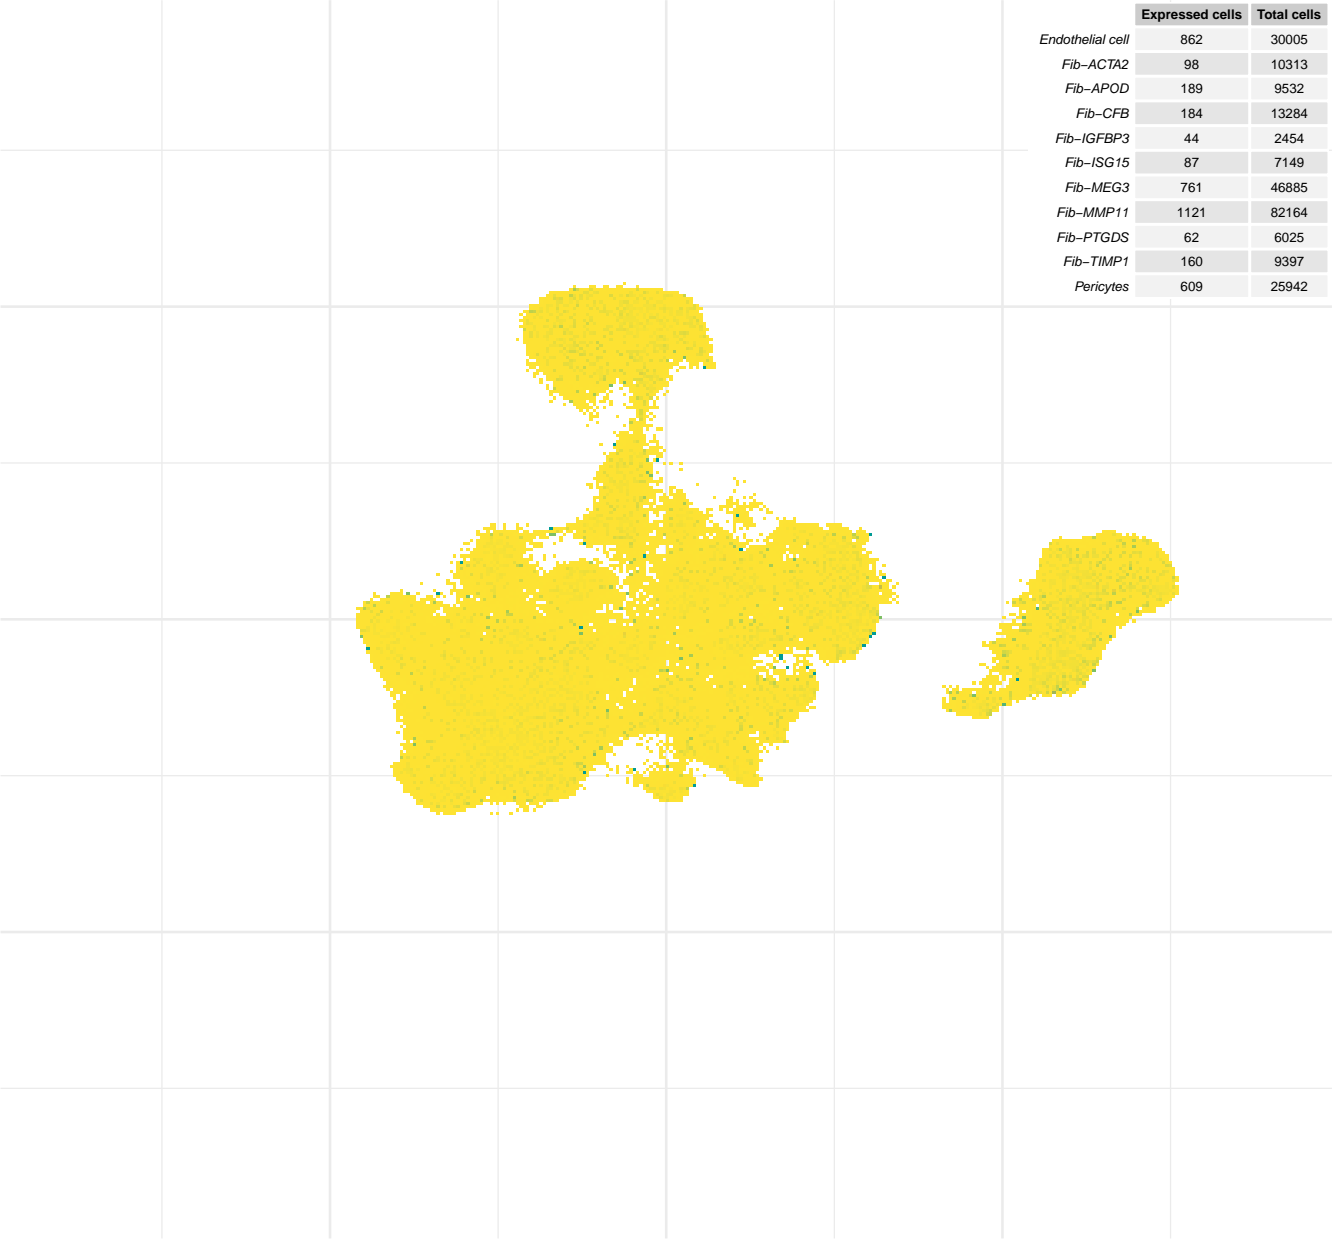 Expressed cells Total cells
Endothelial cell 862 30005
Fib−ACTA2 98 10313
Fib−APOD 189 9532
Fib−CFB 184 13284
Fib−IGFBP3 44 2454
Fib−ISG15 87 7149
Fib−MEG3 761 46885
Fib−MMP11 1121 82164
Fib−PTGDS 62 6025
Fib−TIMP1 160 9397
Pericytes 609 25942